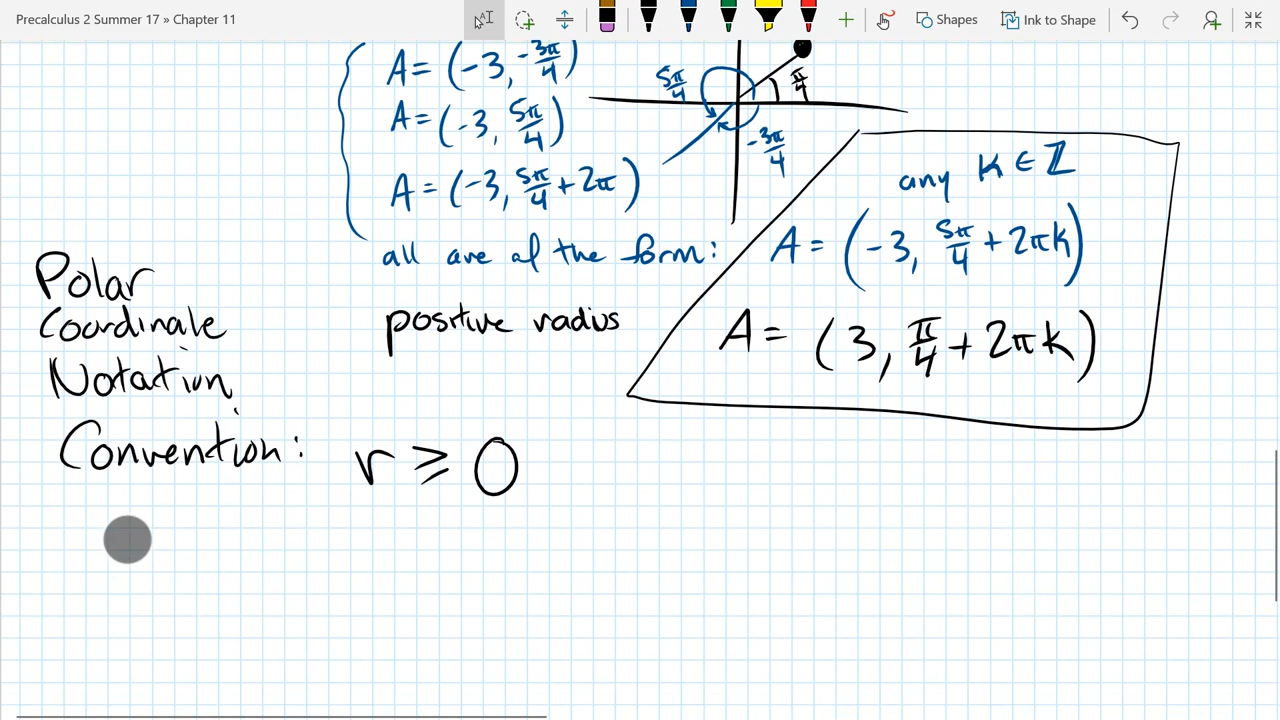 Precalculus 2 Summer 17 » Chapter 11
Shapes
Ink to Shape
A = (-3, -3π/4)
A = (-3, 5π/4)
A = (-3, 5π/4 + 2π)
all are of the form:
5π/4
π/4
-3π/4
any k ∈ ℤ
A = (-3, 5π/4 + 2πk)
A = (3, π/4 + 2πk)
positive radius
Polar
Coordinate
Notation
Convention: r ≥ 0